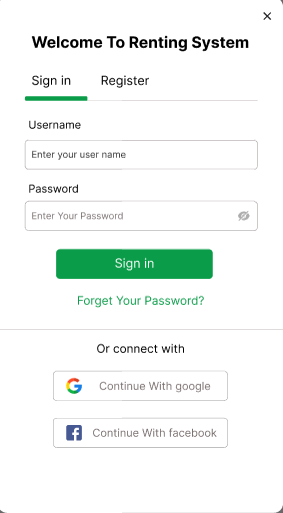 Welcome To Renting System
Sign in Register
Username
Enter your user name
Password
Enter Your Password
Sign in
Forget Your Password?
Or connect with
Continue With google
Continue With facebook